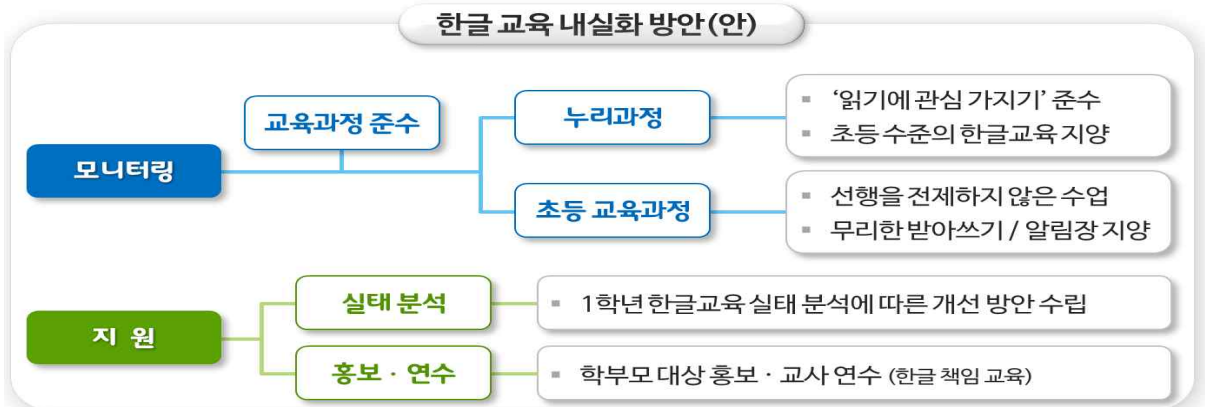 한글 교육 내실화 방안(안)
모니터링
교육과정 준수
누리과정
▪ ‘읽기에 관심 가지기’ 준수
▪ 초등 수준의 한글교육 지양
초등 교육과정
▪ 선행을 전제하지 않은 수업
▪ 무리한 받아쓰기 / 알림장 지양
지 원
실태 분석
▪ 1학년 한글교육 실태 분석에 따른 개선 방안 수립
홍보 · 연수
▪ 학부모 대상 홍보 · 교사 연수 (한글 책임 교육)